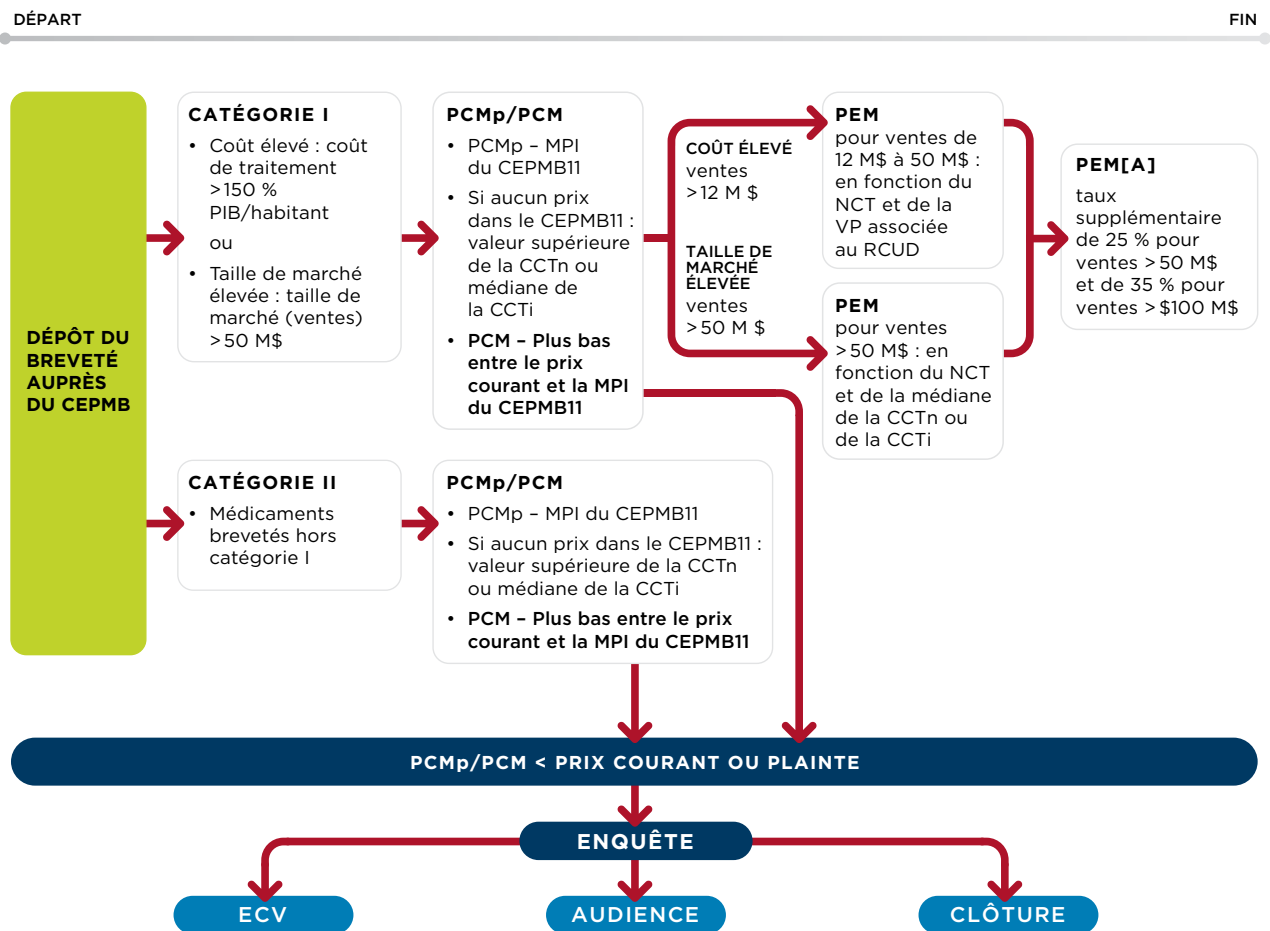 DÉPART
FIN
DÉPÔT DU
BREVETÉ
AUPRÈS
DU CEPMB
CATÉGORIE I
• Coût élevé : coût
de traitement
>150 %
PIB/habitant
ou
• Taille de marché
élevée : taille de
marché (ventes)
>50 M$
PCMp/PCM
• PCMp – MPI
du CEPMB11
• Si aucun prix
dans le CEPMB11 :
valeur supérieure
de la CCTn ou
médiane de
la CCTi
• PCM – Plus bas
entre le prix
courant et la MPI
du CEPMB11
COÛT ÉLEVÉ
ventes
>12 M $
TAILLE DE
MARCHÉ
ÉLEVÉE
ventes
>50 M $
PEM
pour ventes de
12 M$ à 50 M$ :
en fonction du
NCT et de la
VP associée
au RCUD
PEM
pour ventes
>50 M$ : en
fonction du NCT
et de la médiane
de la CCTn ou
de la CCTi
PEM[A]
taux
supplémentaire
de 25 % pour
ventes >50 M$
et de 35 % pour
ventes >$100 M$
CATÉGORIE II
• Médicaments
brevetés hors
catégorie I
PCMp/PCM
• PCMp – MPI du CEPMB11
• Si aucun prix dans le CEPMB11 :
valeur supérieure de la CCTn
ou médiane de la CCTi
• PCM – Plus bas entre le prix
courant et la MPI du CEPMB11
PCMp/PCM < PRIX COURANT OU PLAINTE
ENQUÊTE
ECV
AUDIENCE
CLÔTURE